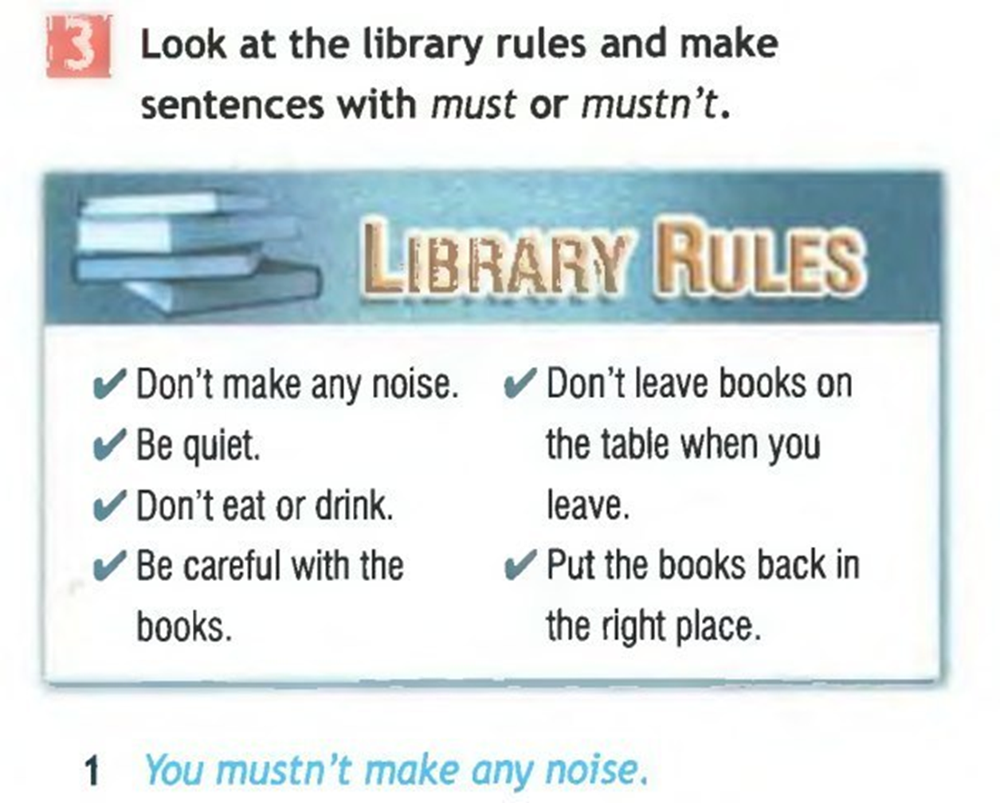 3 Look at the library rules and make
sentences with must or mustn't.
LIBRARY RULES
✔ Don't make any noise.
✔ Be quiet.
✔ Don't eat or drink.
✔ Be careful with the
books.
✔ Don't leave books on
the table when you
leave.
✔ Put the books back in
the right place.
1 You mustn't make any noise.